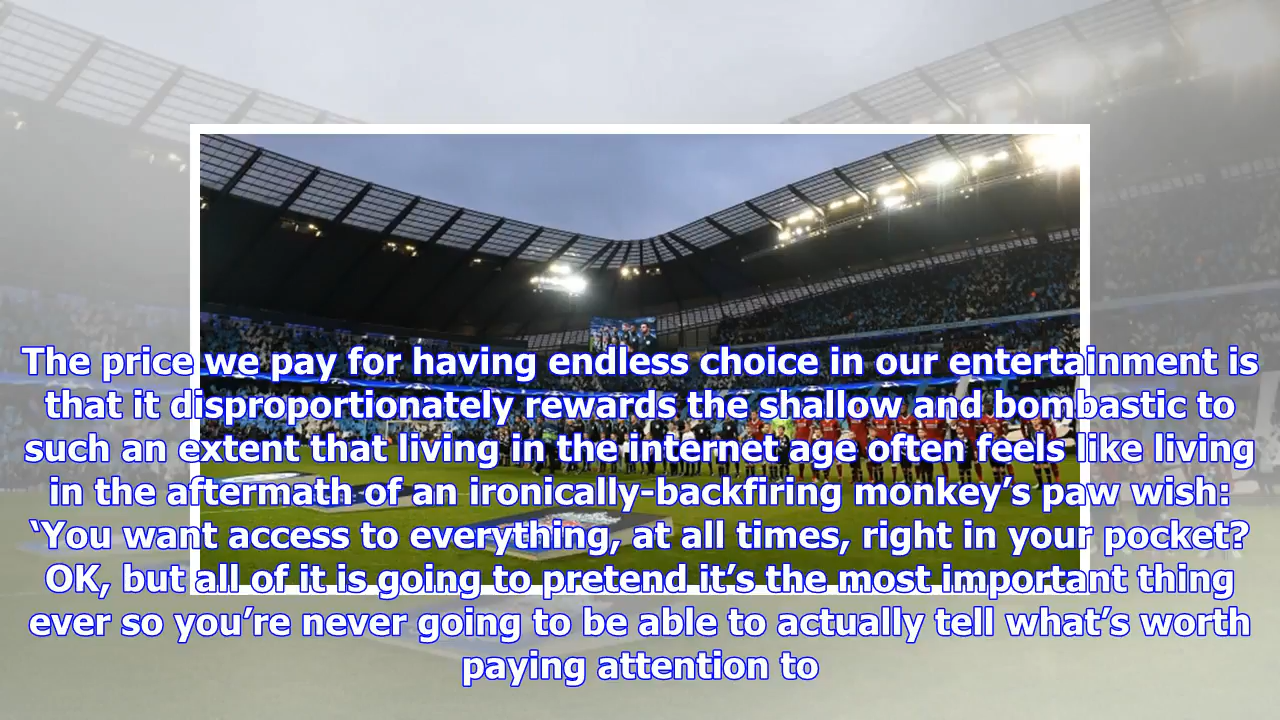 The price we pay for having endless choice in our entertainment is
that it disproportionately rewards the shallow and bombastic to
such an extent that living in the internet age often feels like living
in the aftermath of an ironically-backfiring monkey’s paw wish:
‘You want access to everything, at all times, right in your pocket?
OK, but all of it is going to pretend it’s the most important thing
ever so you’re never going to be able to actually tell what’s worth
paying attention to